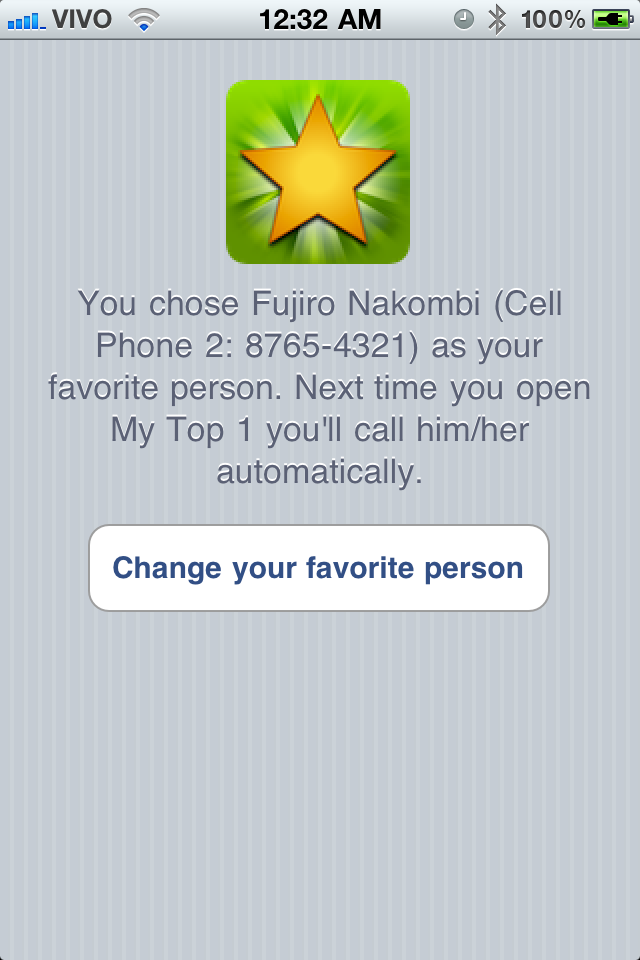 VIVO 12:32 AM 100%
You chose Fujiro Nakombi (Cell
Phone 2: 8765-4321) as your
favorite person. Next time you open
My Top 1 you'll call him/her
automatically.
Change your favorite person